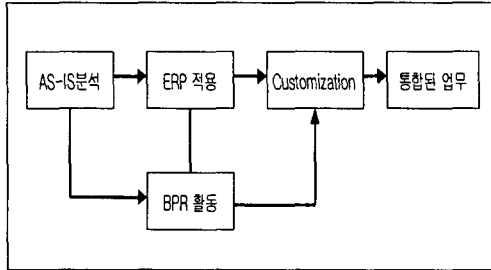 AS-IS분석
ERP 적용
Customization
통합된 업무
BPR 활동